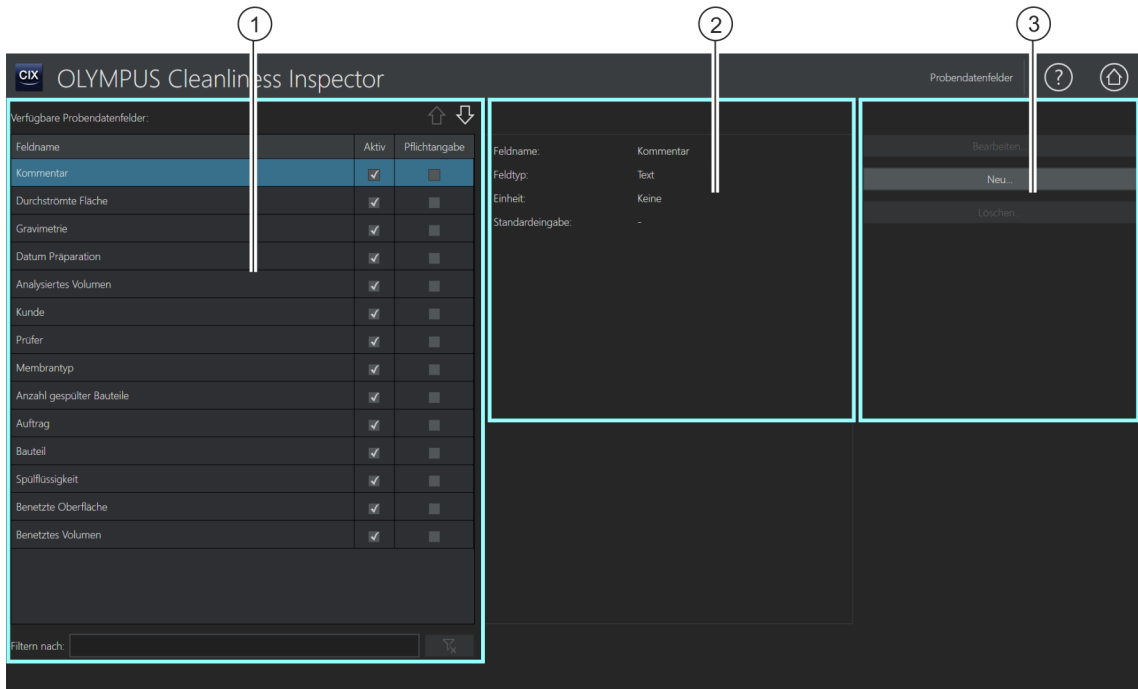 1 2 3
CIX OLYMPUS Cleanliness Inspector Probendatenfelder ?
Verfügbare Probendatenfelder:
Feldname Aktiv Pflichtangabe
Kommentar
Durchströmte Fläche
Gravimetrie
Datum Präparation
Analysiertes Volumen
Kunde
Prüfer
Membrantyp
Anzahl gespülter Bauteile
Auftrag
Bauteil
Spülflüssigkeit
Benetzte Oberfläche
Benetztes Volumen
Filtern nach:
Feldname: Kommentar
Feldtyp: Text
Einheit: Keine
Standardeingabe: -
Bearbeiten...
Neu...
Löschen...